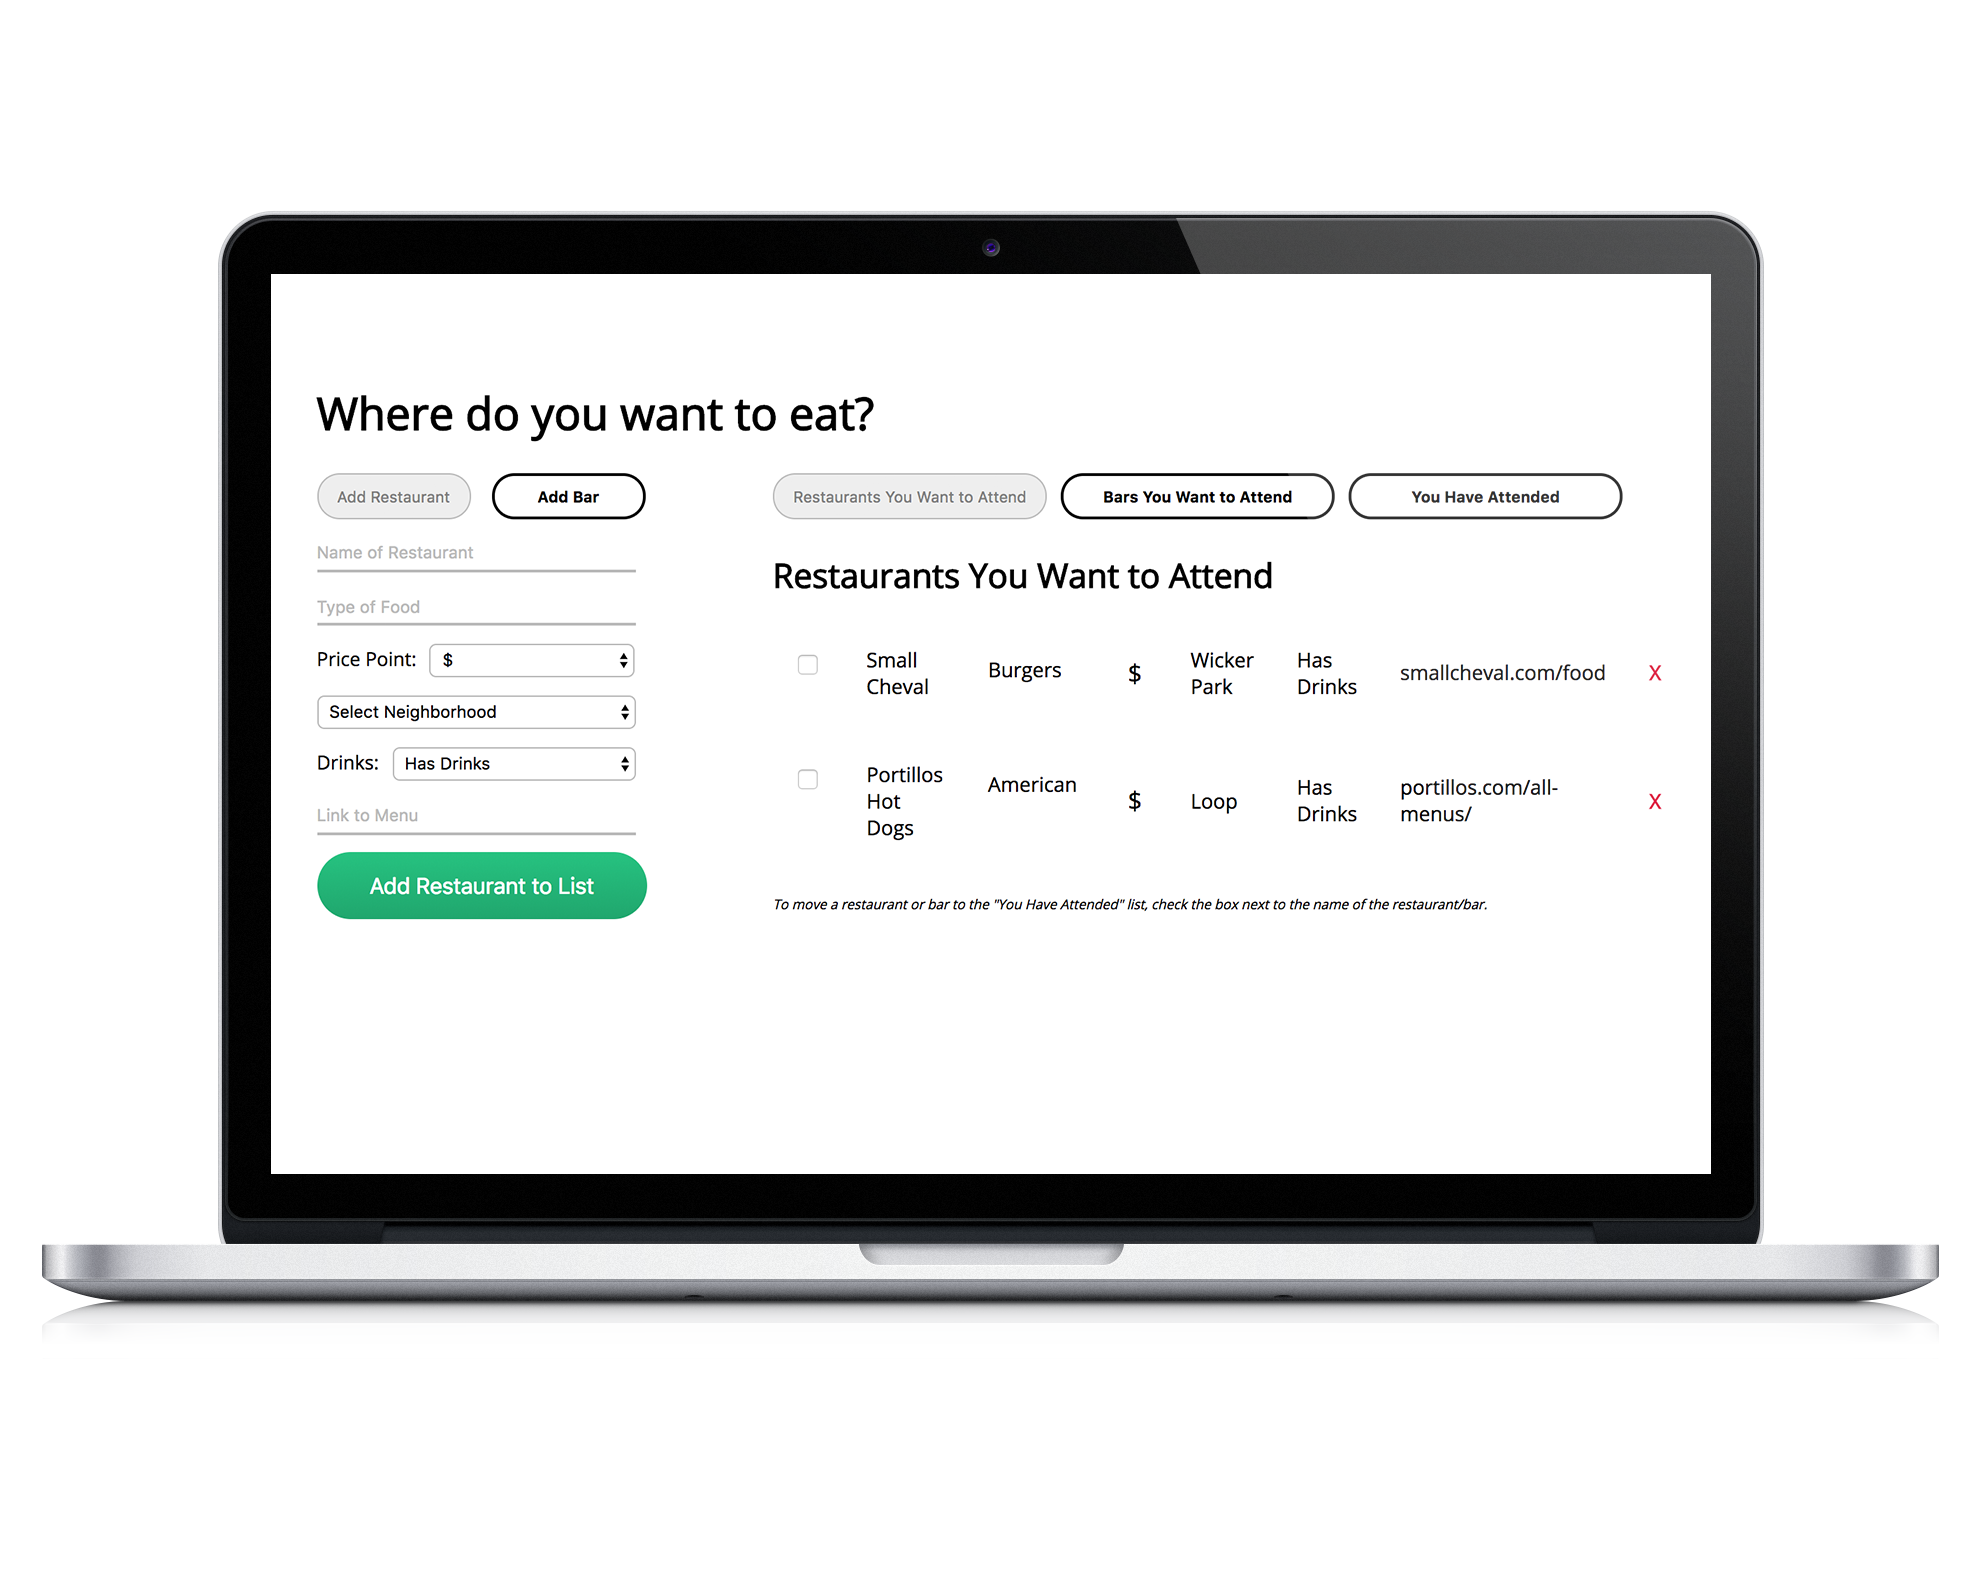 Where do you want to eat?
Add Restaurant
Add Bar
Name of Restaurant
Type of Food
Price Point:
$
Select Neighborhood
Drinks:
Has Drinks
Link to Menu
Add Restaurant to List
Restaurants You Want to Attend
Bars You Want to Attend
You Have Attended
Restaurants You Want to Attend
Small
Cheval
Burgers
$
Wicker
Park
Has
Drinks
smallcheval.com/food
X
Portillos
Hot
Dogs
American
$
Loop
Has
Drinks
portillos.com/all-
menus/
X
To move a restaurant or bar to the "You Have Attended" list, check the box next to the name of the restaurant/bar.